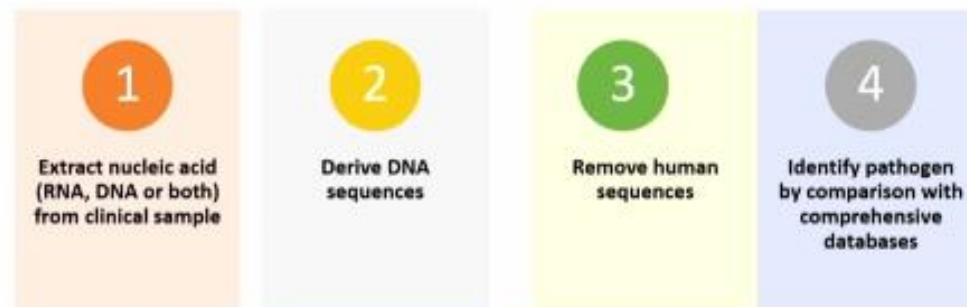 1
Extract nucleic acid
(RNA, DNA or both)
from clinical sample
2
Derive DNA
sequences
3
Remove human
sequences
4
Identify pathogen
by comparison with
comprehensive
databases